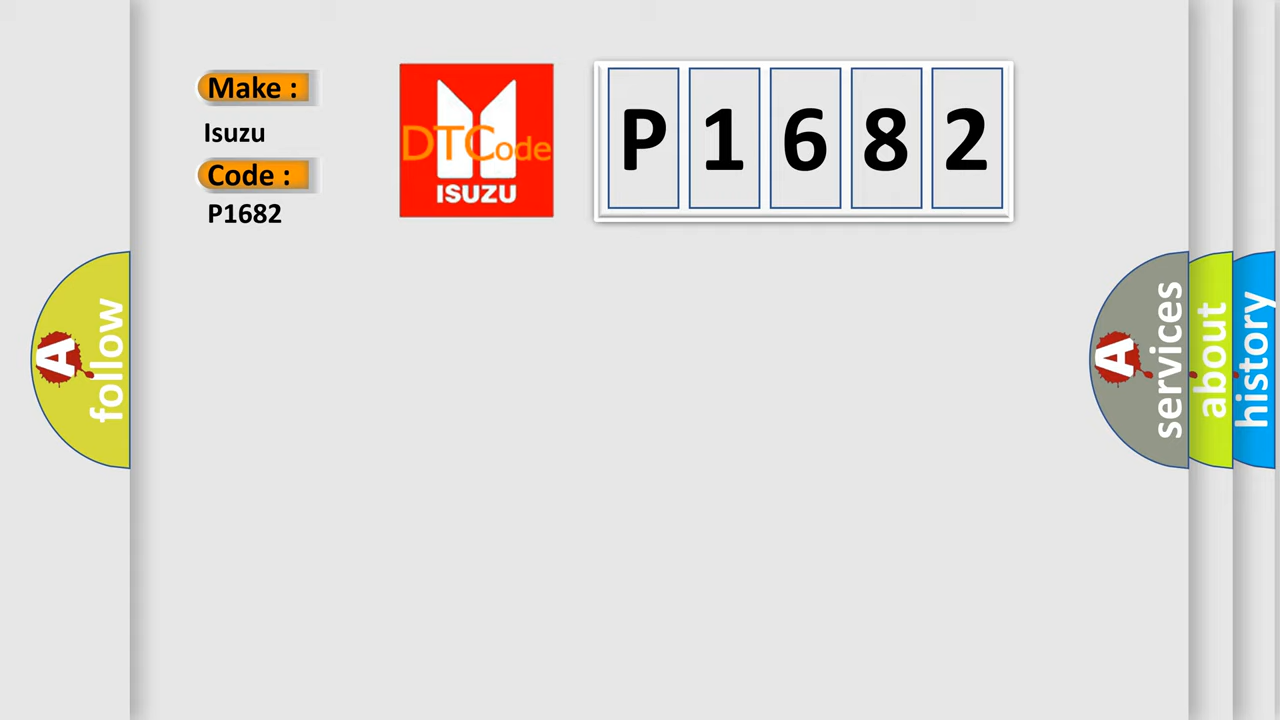 Make :
Isuzu
Code :
P1682
DTCode
ISUZU
P 1 6 8 2
A follow
A services
about
history